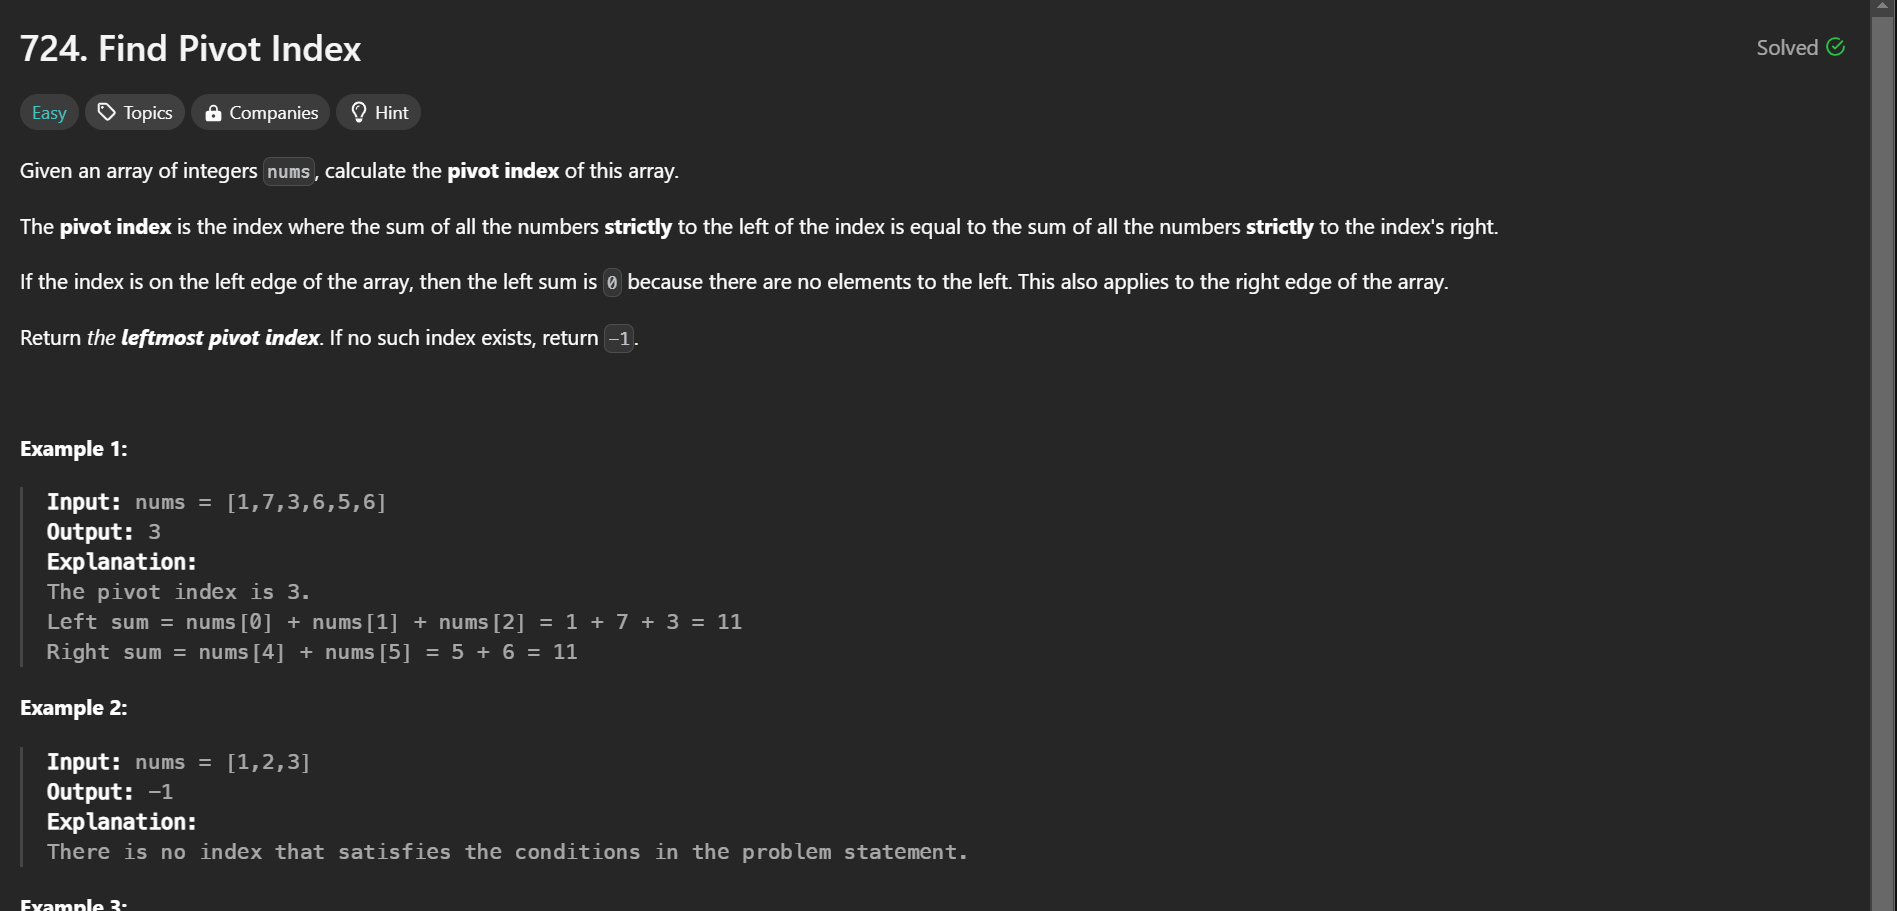 724. Find Pivot Index
Solved
Easy Topics Companies Hint
Given an array of integers nums, calculate the pivot index of this array.
The pivot index is the index where the sum of all the numbers strictly to the left of the index is equal to the sum of all the numbers strictly to the index's right.
If the index is on the left edge of the array, then the left sum is 0 because there are no elements to the left. This also applies to the right edge of the array.
Return the leftmost pivot index. If no such index exists, return -1.
Example 1:
Input: nums = [1,7,3,6,5,6]
Output: 3
Explanation:
The pivot index is 3.
Left sum = nums[0] + nums[1] + nums[2] = 1 + 7 + 3 = 11
Right sum = nums[4] + nums[5] = 5 + 6 = 11
Example 2:
Input: nums = [1,2,3]
Output: -1
Explanation:
There is no index that satisfies the conditions in the problem statement.
Example 3: